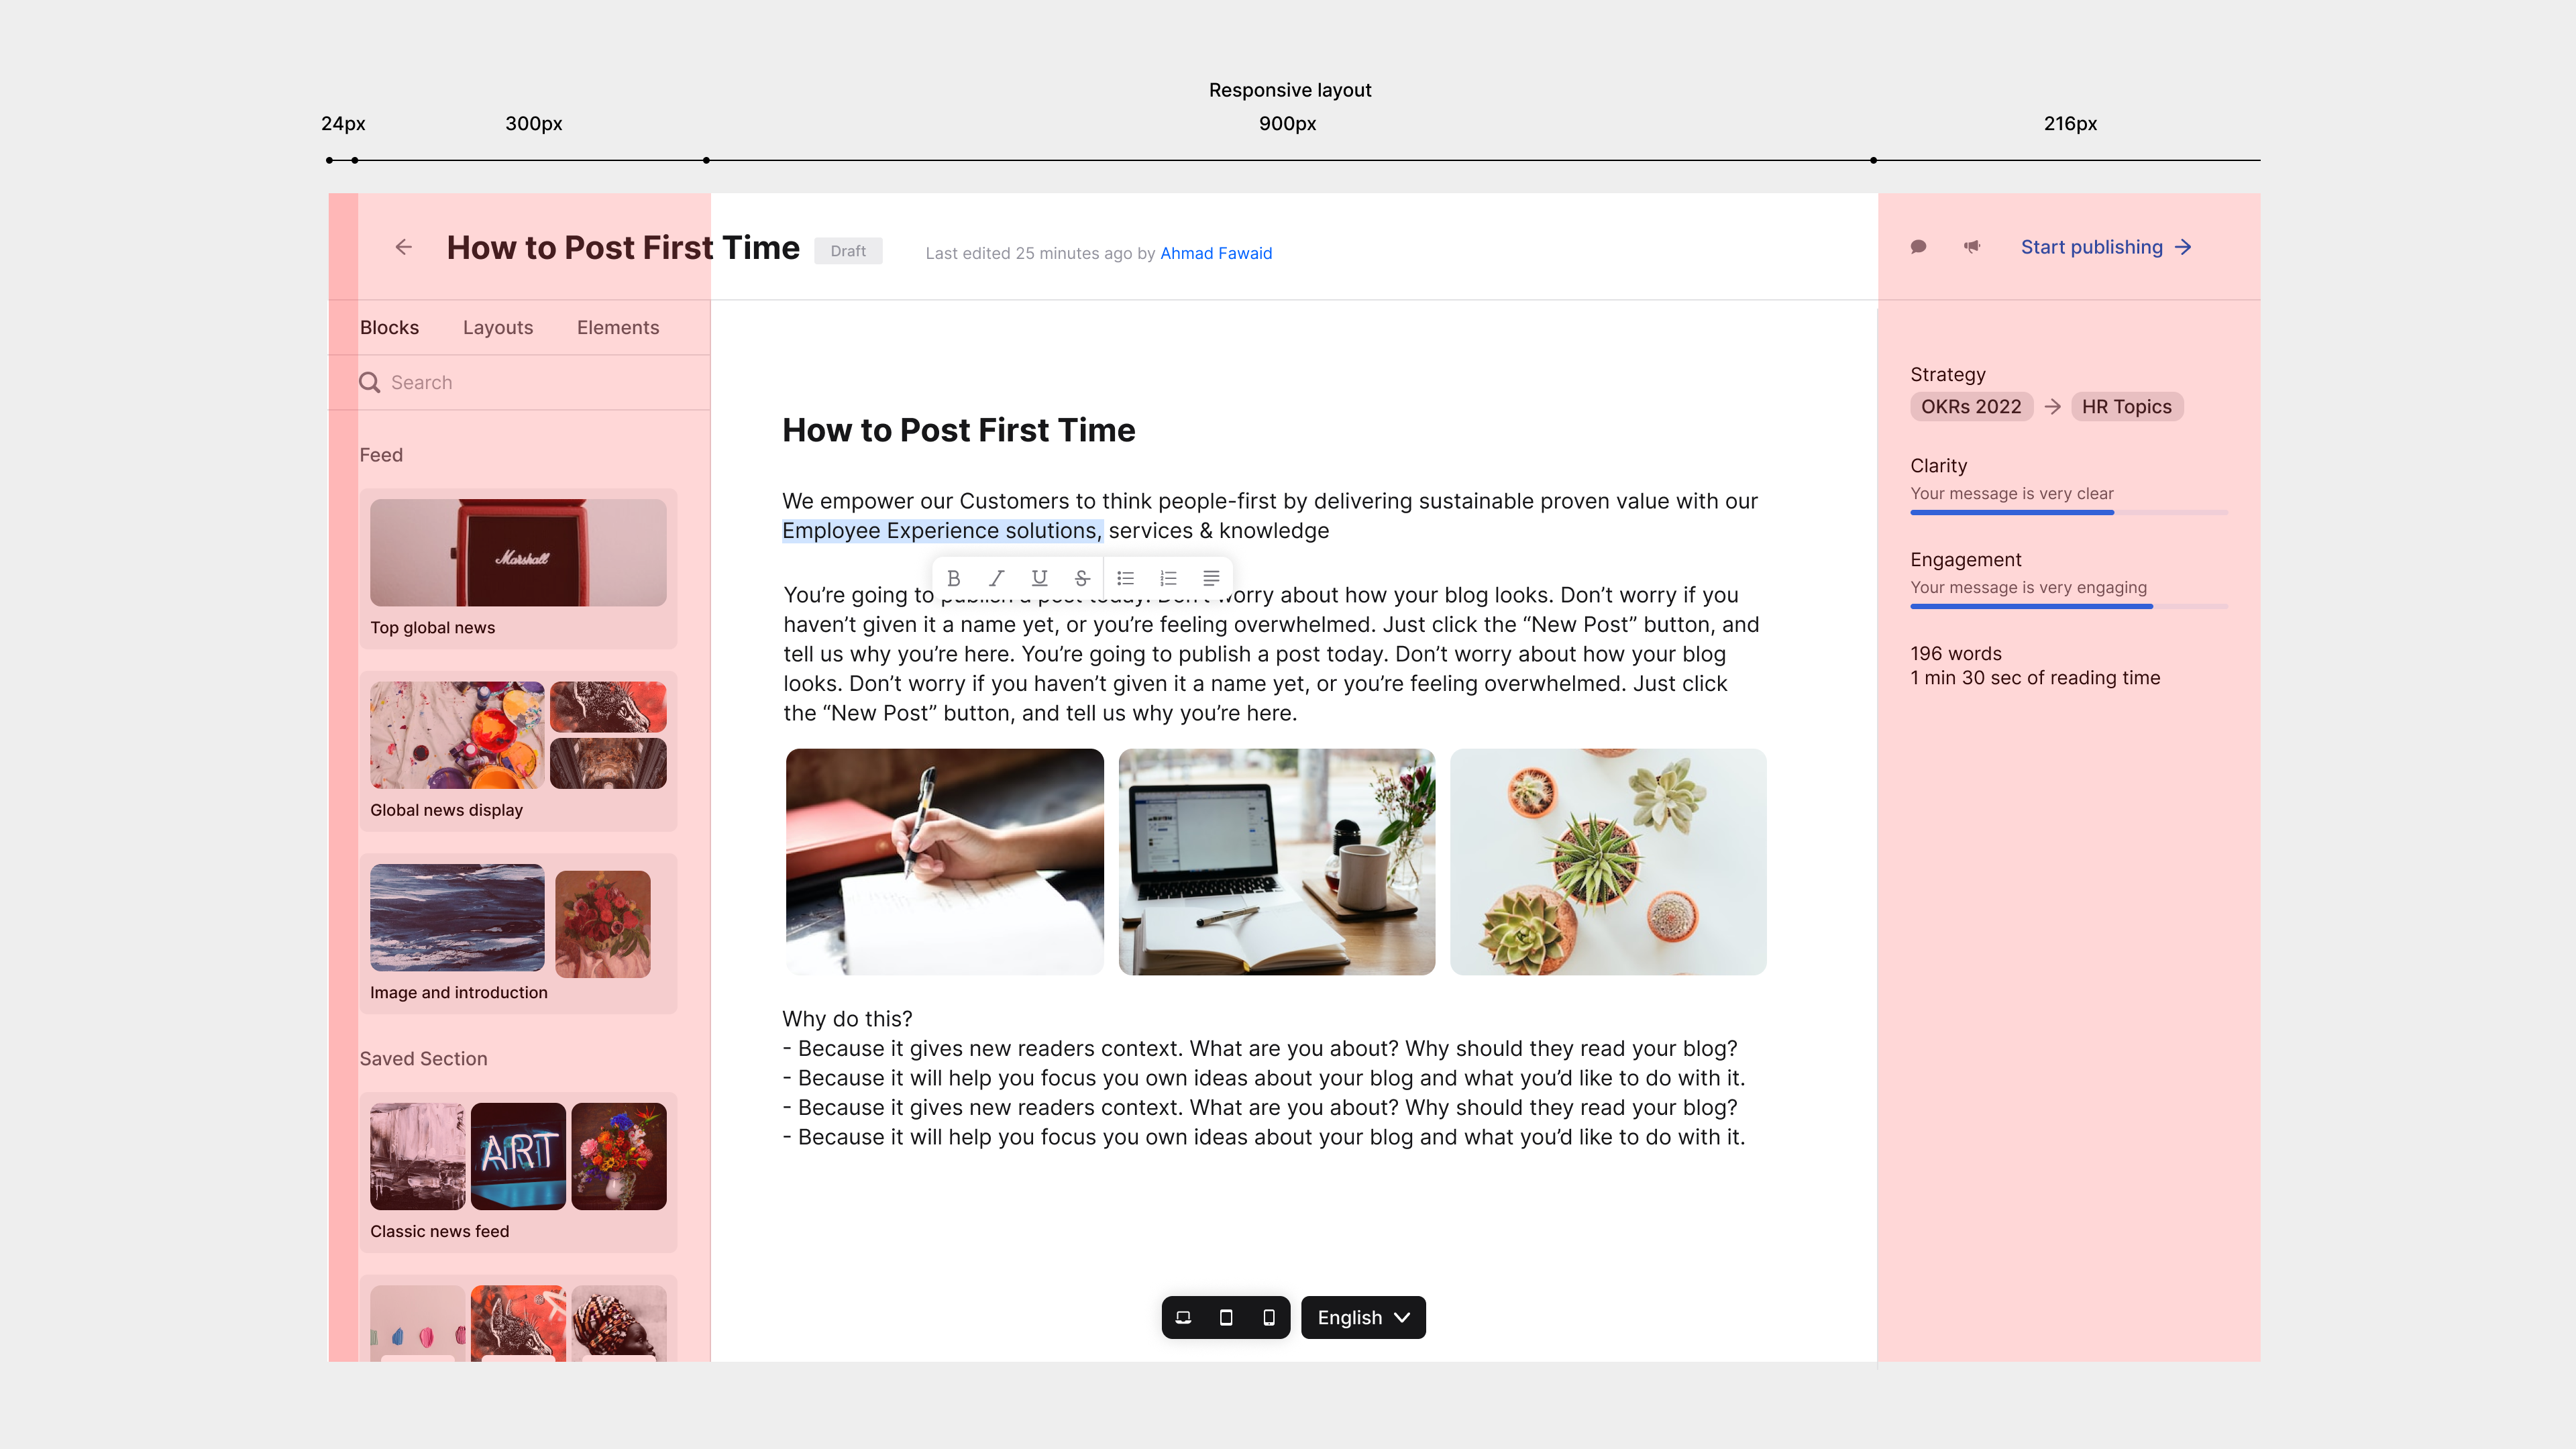 Responsive layout
24px 300px 900px 216px
How to Post First Time Draft Last edited 25 minutes ago by Ahmad Fawaid Start publishing
Blocks Layouts Elements
Search
Feed
Marshall
Top global news
Global news display
Image and introduction
Saved Section
ART
Classic news feed
How to Post First Time
We empower our Customers to think people-first by delivering sustainable proven value with our
Employee Experience solutions, services & knowledge
B I U S
You’re going to publish a post today. Don’t worry about how your blog looks. Don’t worry if you
haven’t given it a name yet, or you’re feeling overwhelmed. Just click the “New Post” button, and
tell us why you’re here. You’re going to publish a post today. Don’t worry about how your blog
looks. Don’t worry if you haven’t given it a name yet, or you’re feeling overwhelmed. Just click
the “New Post” button, and tell us why you’re here.
Why do this?
- Because it gives new readers context. What are you about? Why should they read your blog?
- Because it will help you focus you own ideas about your blog and what you’d like to do with it.
- Because it gives new readers context. What are you about? Why should they read your blog?
- Because it will help you focus you own ideas about your blog and what you’d like to do with it.
English
Strategy
OKRs 2022 HR Topics
Clarity
Your message is very clear
Engagement
Your message is very engaging
196 words
1 min 30 sec of reading time